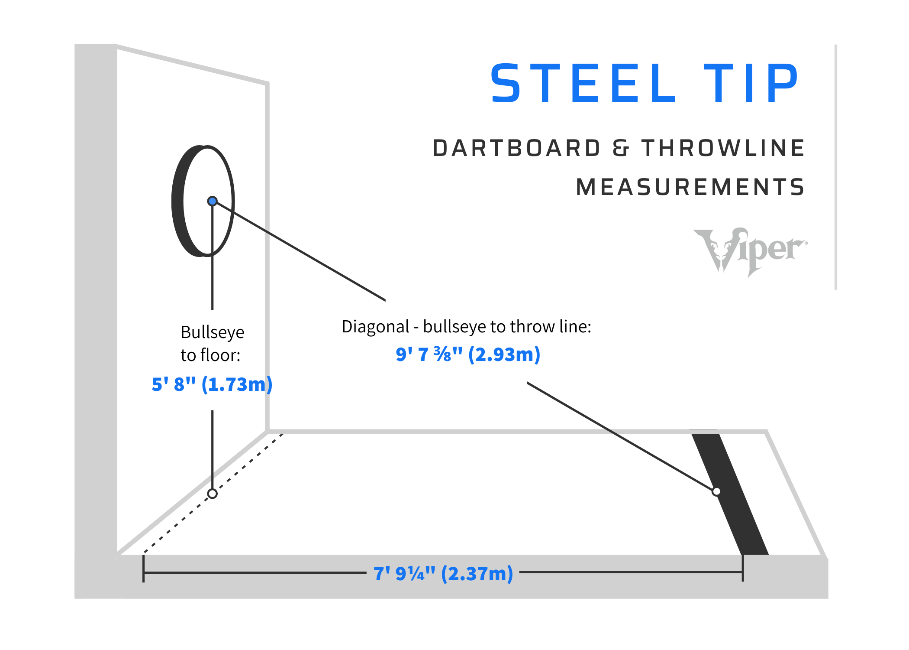 STEEL TIP
DARTBOARD & THROWLINE
MEASUREMENTS
Viper
Bullseye
to floor:
5' 8" (1.73m)
Diagonal - bullseye to throw line:
9' 7 ⅜" (2.93m)
7' 9¼" (2.37m)